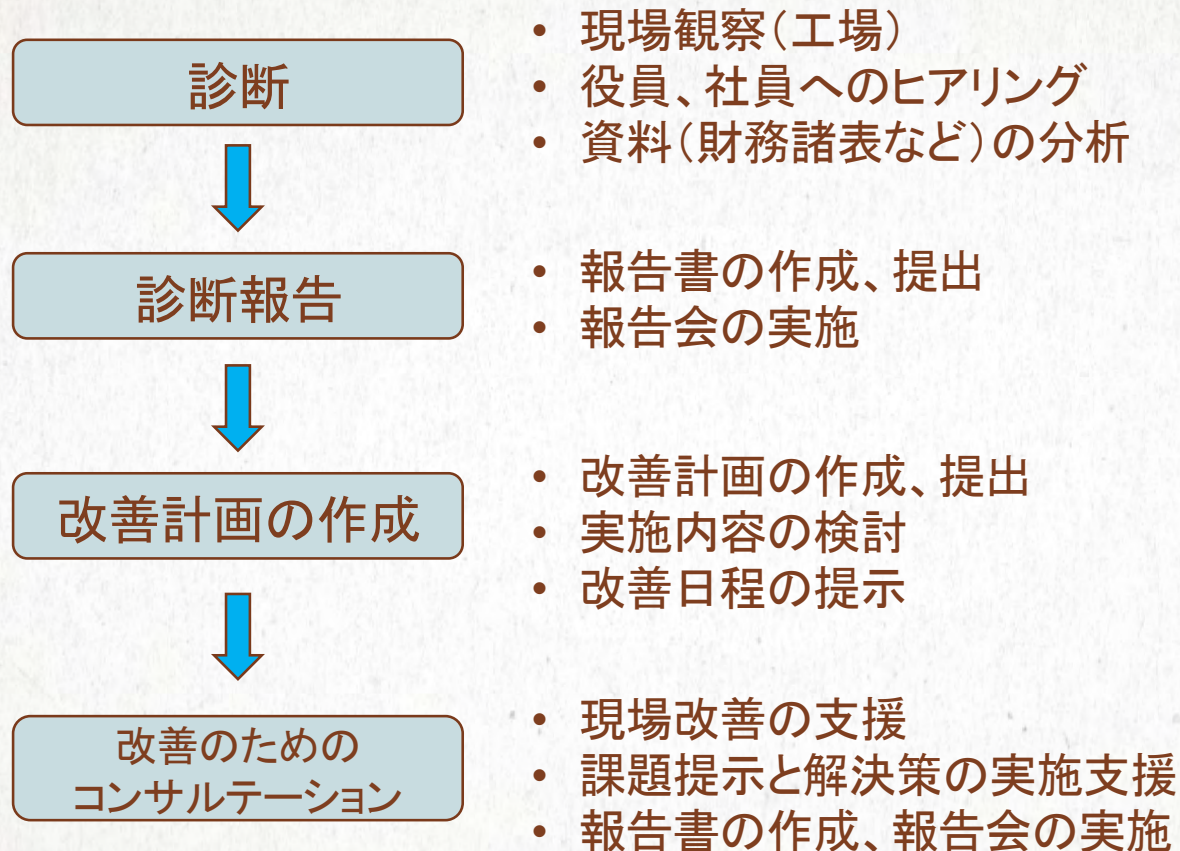 診断
• 現場観察(工場)
• 役員、社員へのヒアリング
• 資料(財務諸表など)の分析
診断報告
• 報告書の作成、提出
• 報告会の実施
改善計画の作成
• 改善計画の作成、提出
• 実施内容の検討
• 改善日程の提示
改善のための
コンサルテーション
• 現場改善の支援
• 課題提示と解決策の実施支援
• 報告書の作成、報告会の実施